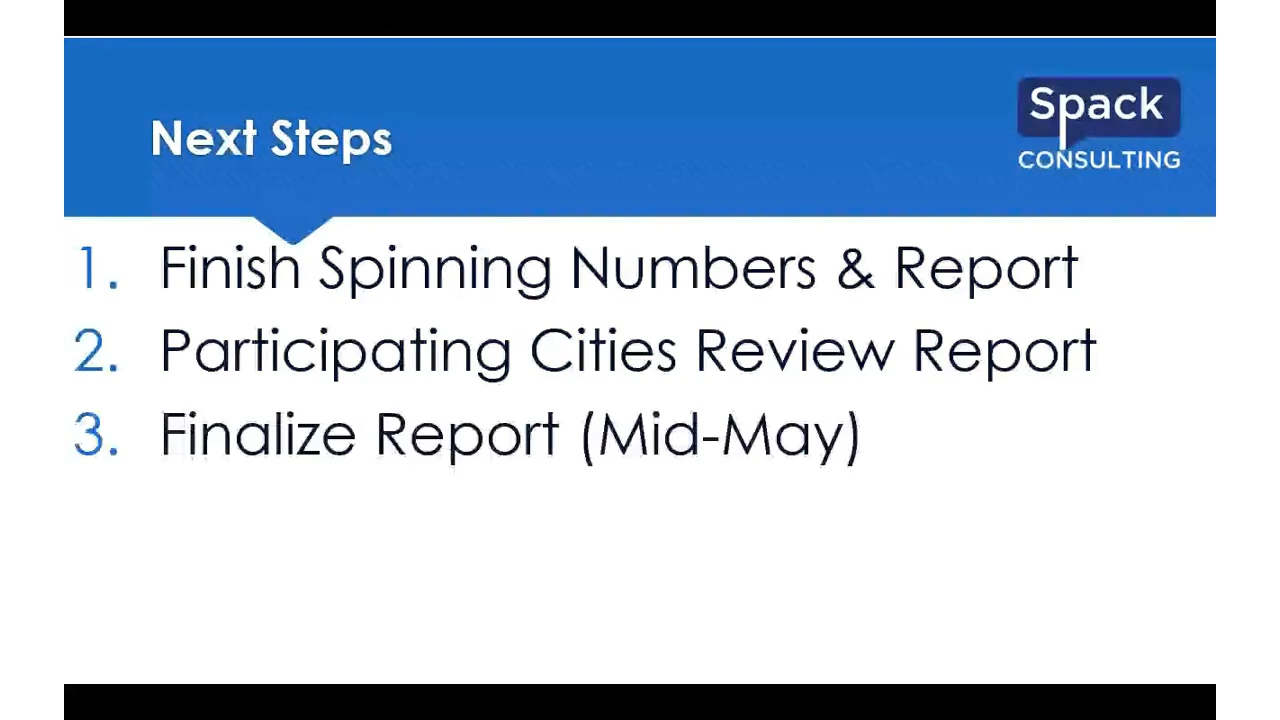 Next Steps
Spack
CONSULTING
1. Finish Spinning Numbers & Report
2. Participating Cities Review Report
3. Finalize Report (Mid-May)